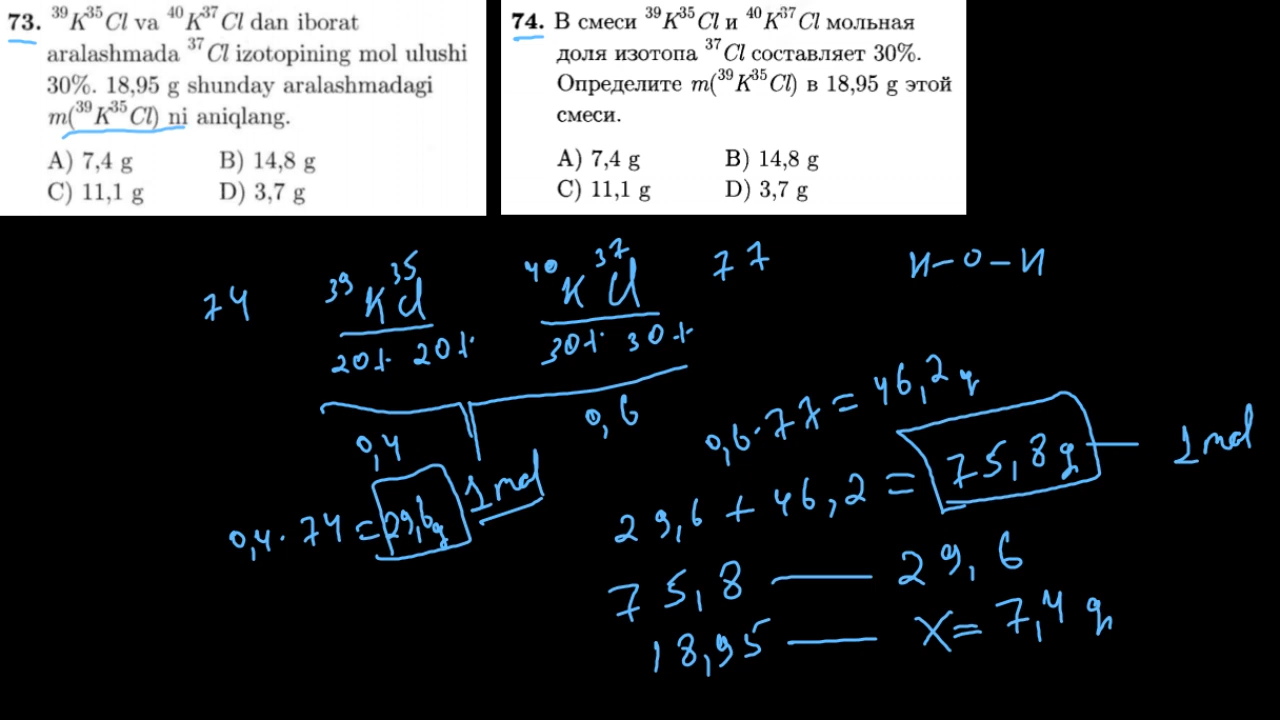 73. ³⁹K³⁵Cl va ⁴⁰K³⁷Cl dan iborat
aralashmada ³⁷Cl izotopining mol ulushi
30%. 18,95 g shunday aralashmadagi
m(³⁹K³⁵Cl) ni aniqlang.
A) 7,4 g B) 14,8 g
C) 11,1 g D) 3,7 g
74. В смеси ³⁹K³⁵Cl и ⁴⁰K³⁷Cl мольная
доля изотопа ³⁷Cl составляет 30%.
Определите m(³⁹K³⁵Cl) в 18,95 g этой
смеси.
A) 7,4 g B) 14,8 g
C) 11,1 g D) 3,7 g
74 ³⁹K³⁵Cl ⁴⁰K³⁷Cl 77 И-О-И
20% 20% 30% 30%
0,4 0,6
1 mol
0,4·74=29,6g
0,6·77=46,2g
29,6+46,2=75,8g — 1 mol
75,8 — 29,6
18,95 — X=7,4 g